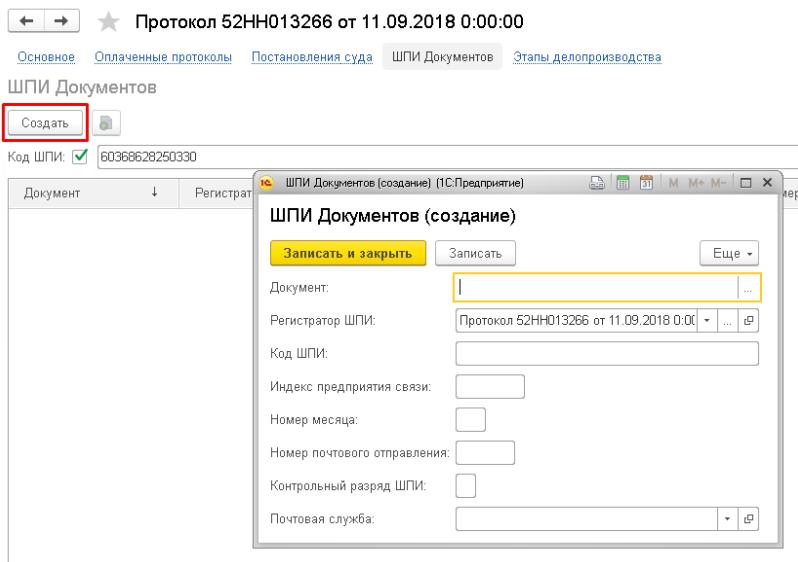 Протокол 52НН013266 от 11.09.2018 0:00:00
Основное Оплаченные протоколы Постановления суда ШПИ Документов Этапы делопроизводства
ШПИ Документов
Создать
Код ШПИ: 60368628250330
Документ ↓ Регистрат
1С ШПИ Документов (создание) (1С:Предприятие) 31 M M+ M-
ШПИ Документов (создание)
Записать и закрыть Записать Еще
Документ: ...
Регистратор ШПИ: Протокол 52НН013266 от 11.09.2018 0:00 ...
Код ШПИ:
Индекс предприятия связи:
Номер месяца:
Номер почтового отправления:
Контрольный разряд ШПИ:
Почтовая служба: